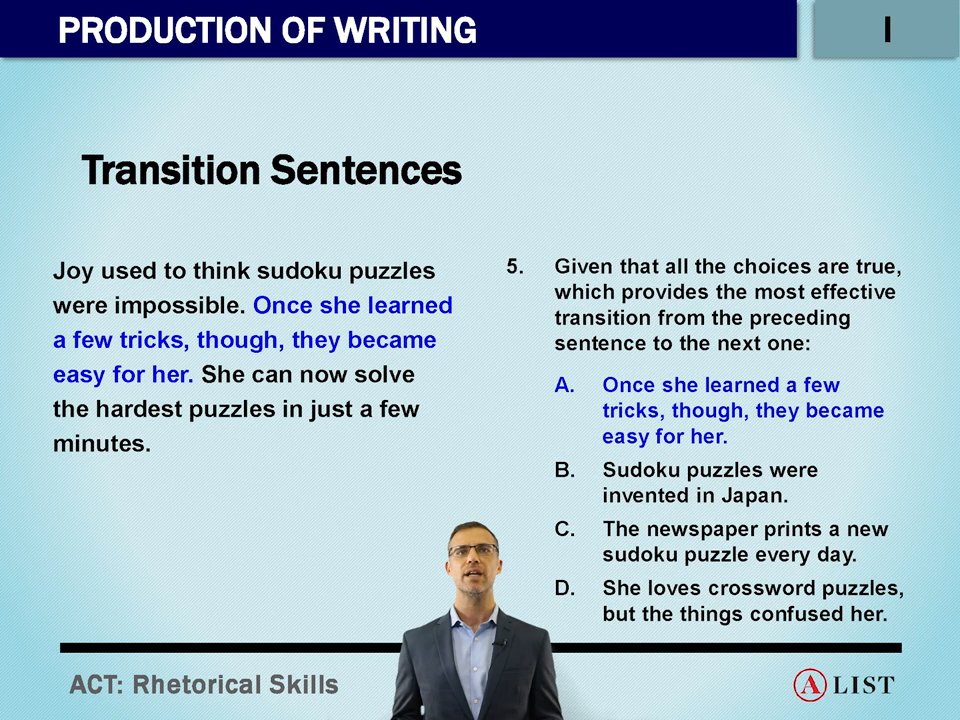 PRODUCTION OF WRITING
I
Transition Sentences
Joy used to think sudoku puzzles
were impossible. Once she learned
a few tricks, though, they became
easy for her. She can now solve
the hardest puzzles in just a few
minutes.
5. Given that all the choices are true,
which provides the most effective
transition from the preceding
sentence to the next one:
A. Once she learned a few
tricks, though, they became
easy for her.
B. Sudoku puzzles were
invented in Japan.
C. The newspaper prints a new
sudoku puzzle every day.
D. She loves crossword puzzles,
but the things confused her.
ACT: Rhetorical Skills
A LIST